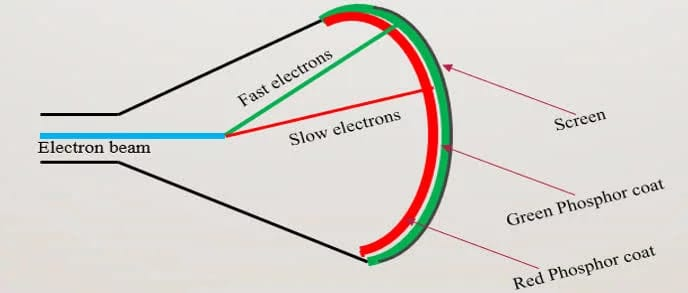 Fast electrons
Slow electrons
Electron beam
Screen
Green Phosphor coat
Red Phosphor coat